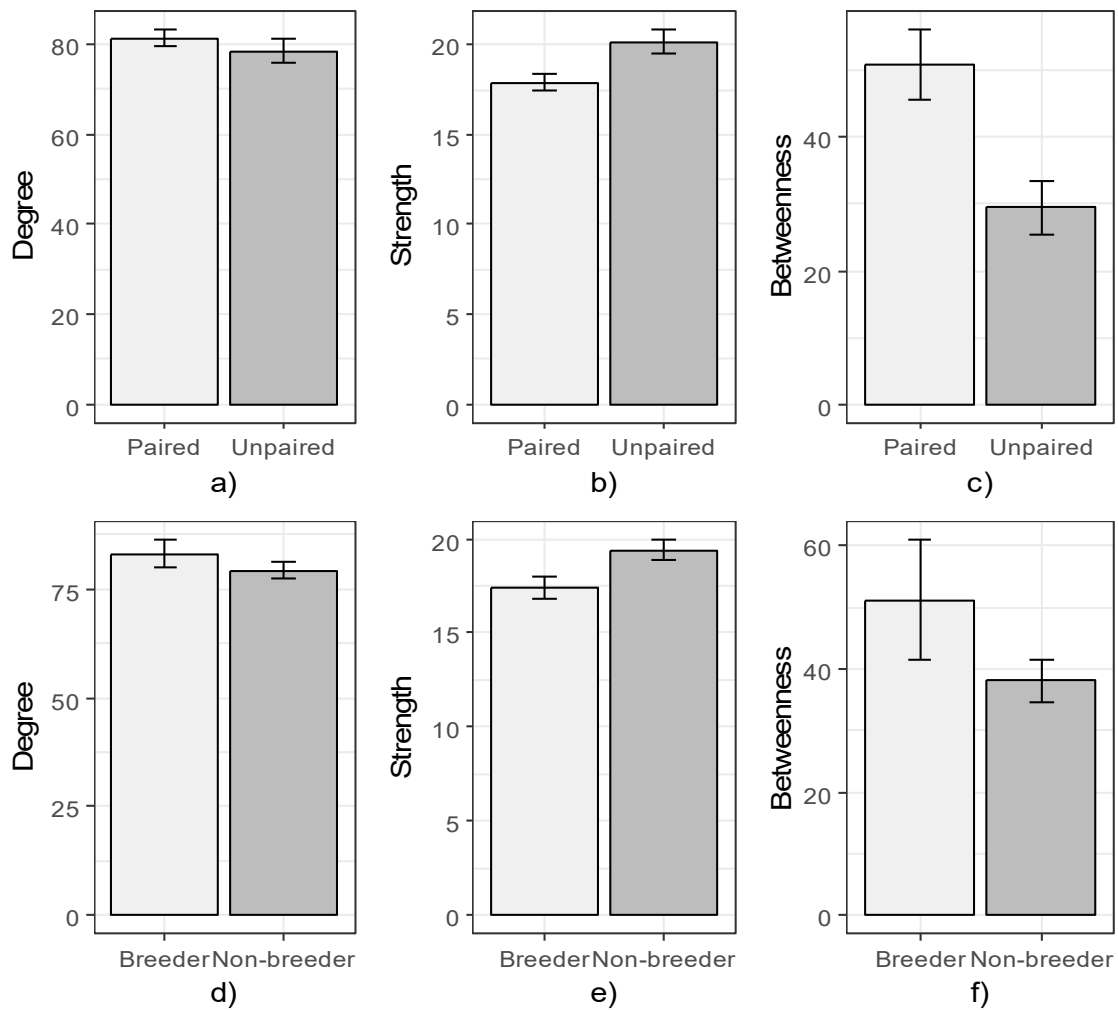 Degree
80
60
40
20
0
Paired Unpaired
a)
Strength
20
15
10
5
0
Paired Unpaired
b)
Betweenness
40
20
0
Paired Unpaired
c)
Degree
75
50
25
0
Breeder Non-breeder
d)
Strength
20
15
10
5
0
Breeder Non-breeder
e)
Betweenness
60
40
20
0
Breeder Non-breeder
f)